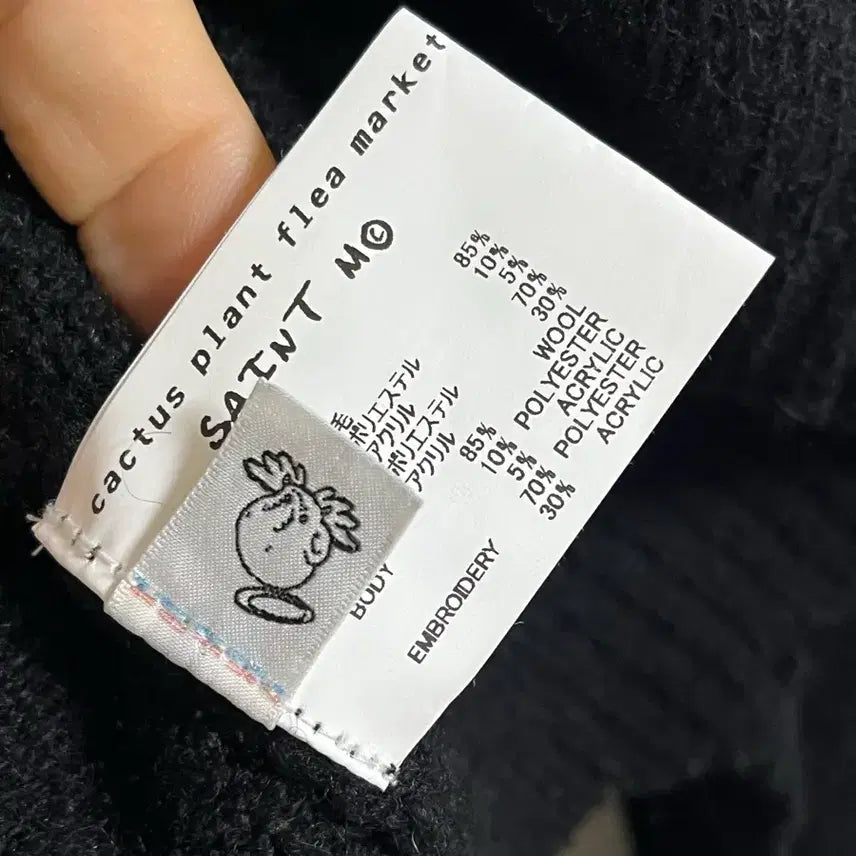 cactus plant flea market
SAINT M©
毛 85%
ポリエステル 10%
アクリル 5%
ポリエステル 70%
アクリル 30%
BODY 85% WOOL
10% POLYESTER
5% ACRYLIC
EMBROIDERY 70% POLYESTER
30% ACRYLIC